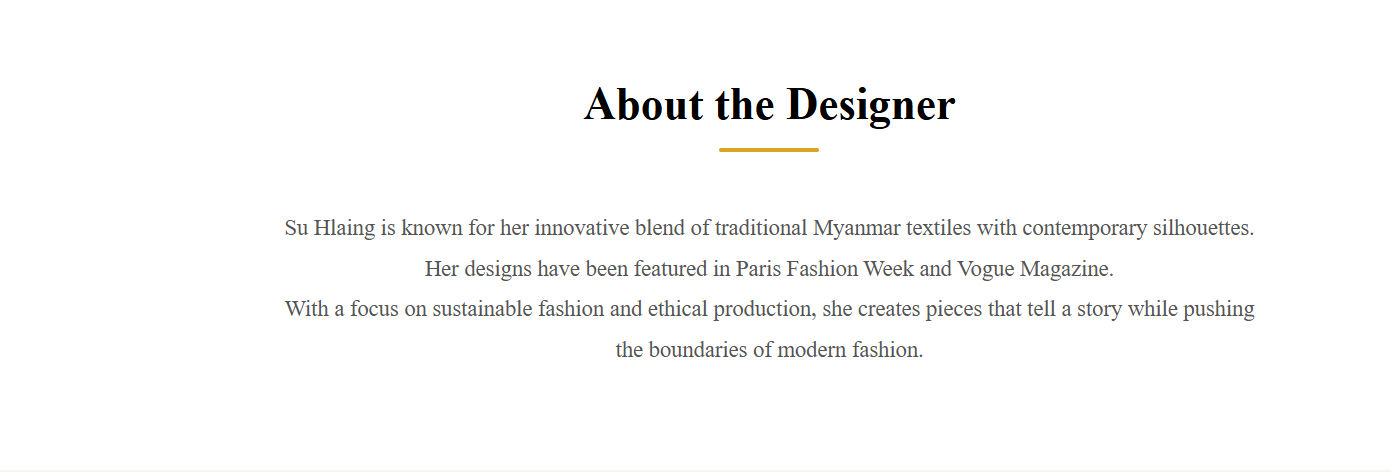 About the Designer
Su Hlaing is known for her innovative blend of traditional Myanmar textiles with contemporary silhouettes.
Her designs have been featured in Paris Fashion Week and Vogue Magazine.
With a focus on sustainable fashion and ethical production, she creates pieces that tell a story while pushing
the boundaries of modern fashion.